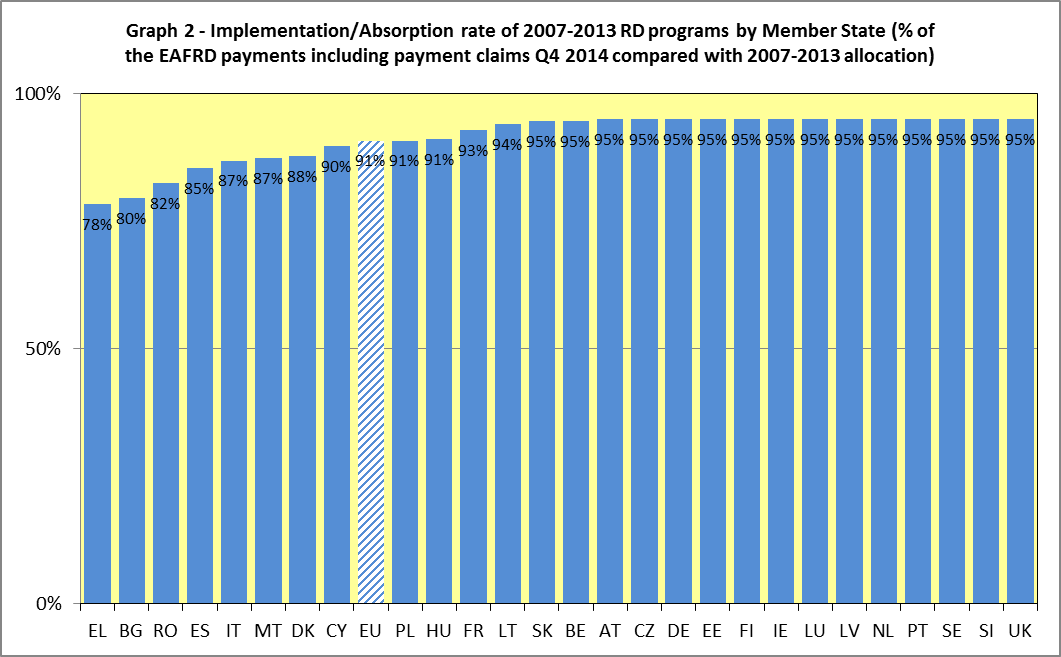 Graph 2 - Implementation/Absorption rate of 2007-2013 RD programs by Member State (% of
the EAFRD payments including payment claims Q4 2014 compared with 2007-2013 allocation)
100%
78% 80% 82% 85% 87% 87% 88% 90% 91% 91% 91% 93% 94% 95% 95% 95% 95% 95% 95% 95% 95% 95% 95% 95% 95% 95% 95% 95%
50%
0%
EL BG RO ES IT MT DK CY EU PL HU FR LT SK BE AT CZ DE EE FI IE LU LV NL PT SE SI UK